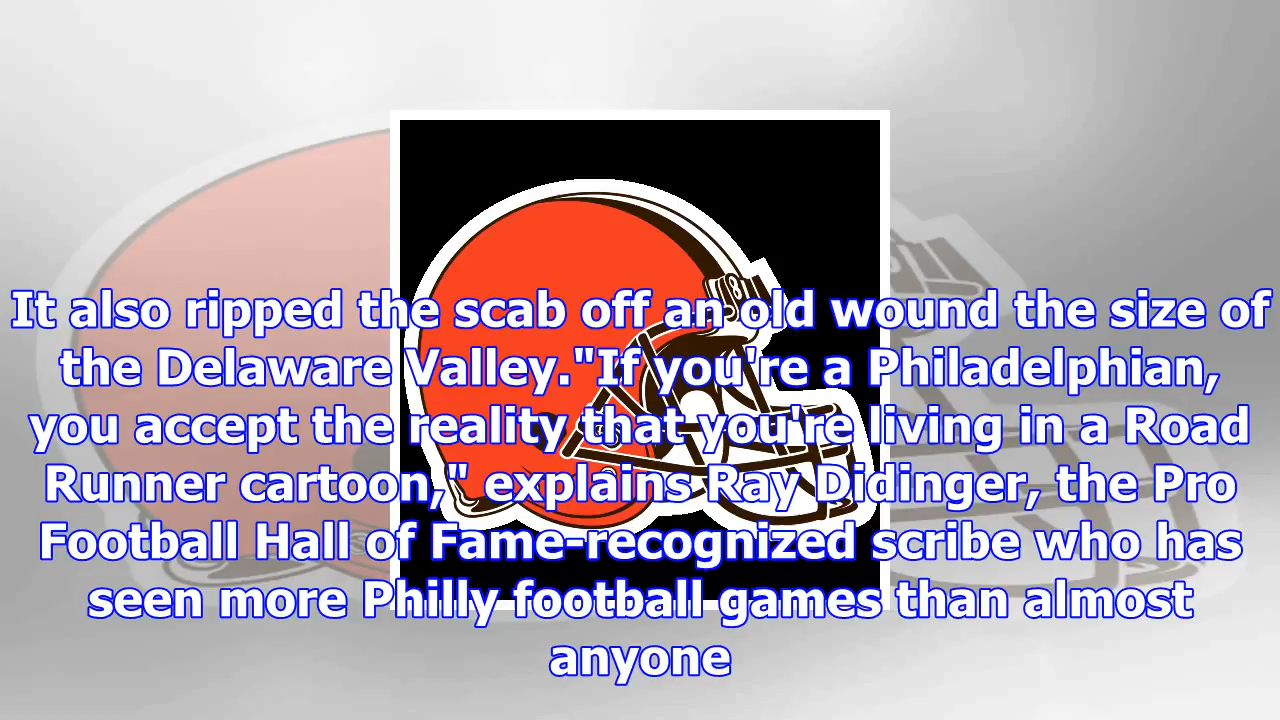 It also ripped the scab off an old wound the size of
the Delaware Valley."If you're a Philadelphian,
you accept the reality that you're living in a Road
Runner cartoon," explains Ray Didinger, the Pro
Football Hall of Fame-recognized scribe who has
seen more Philly football games than almost
anyone